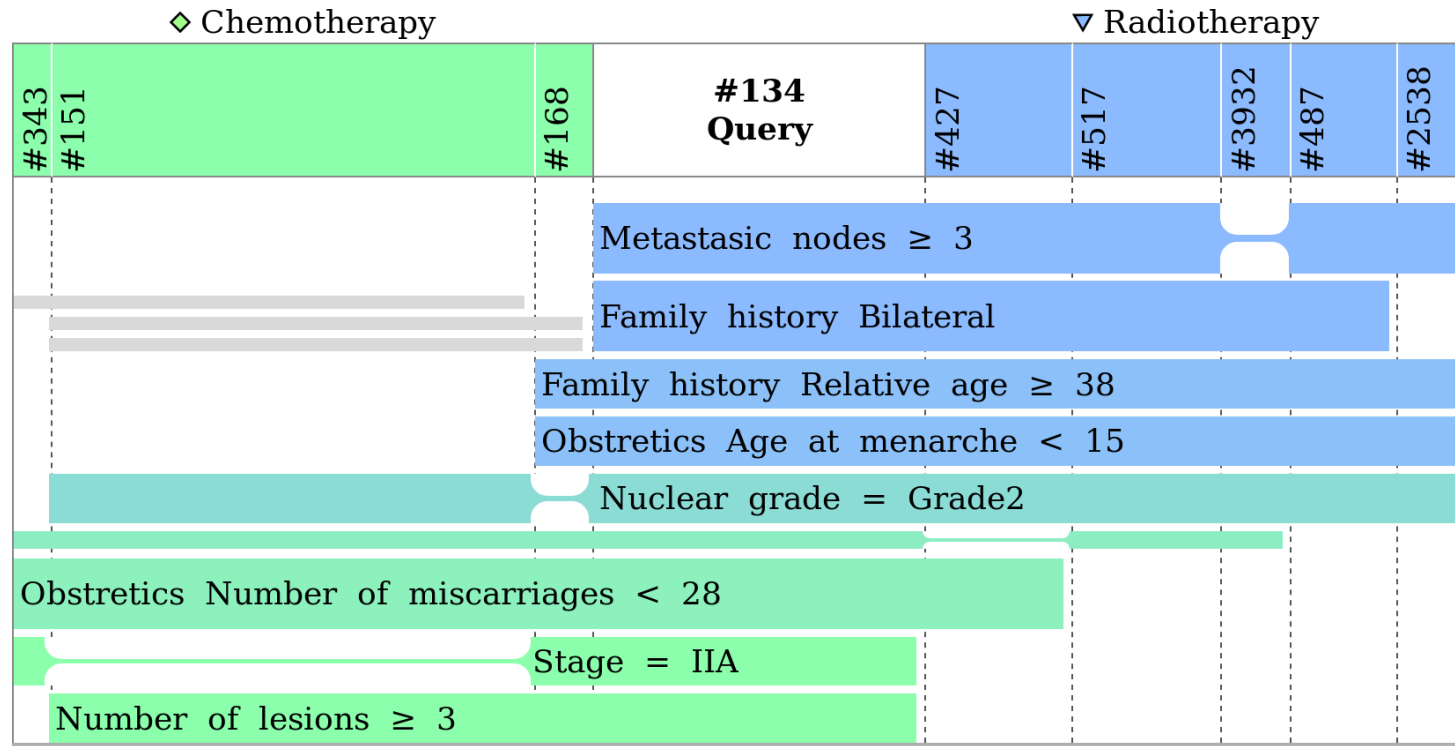 Chemotherapy
Radiotherapy
#343
#151
#168
#134
Query
#427
#517
#3932
#487
#2538
Metastasic nodes ≥ 3
Family history Bilateral
Family history Relative age ≥ 38
Obstretics Age at menarche < 15
Nuclear grade = Grade2
Obstretics Number of miscarriages < 28
Stage = IIA
Number of lesions ≥ 3